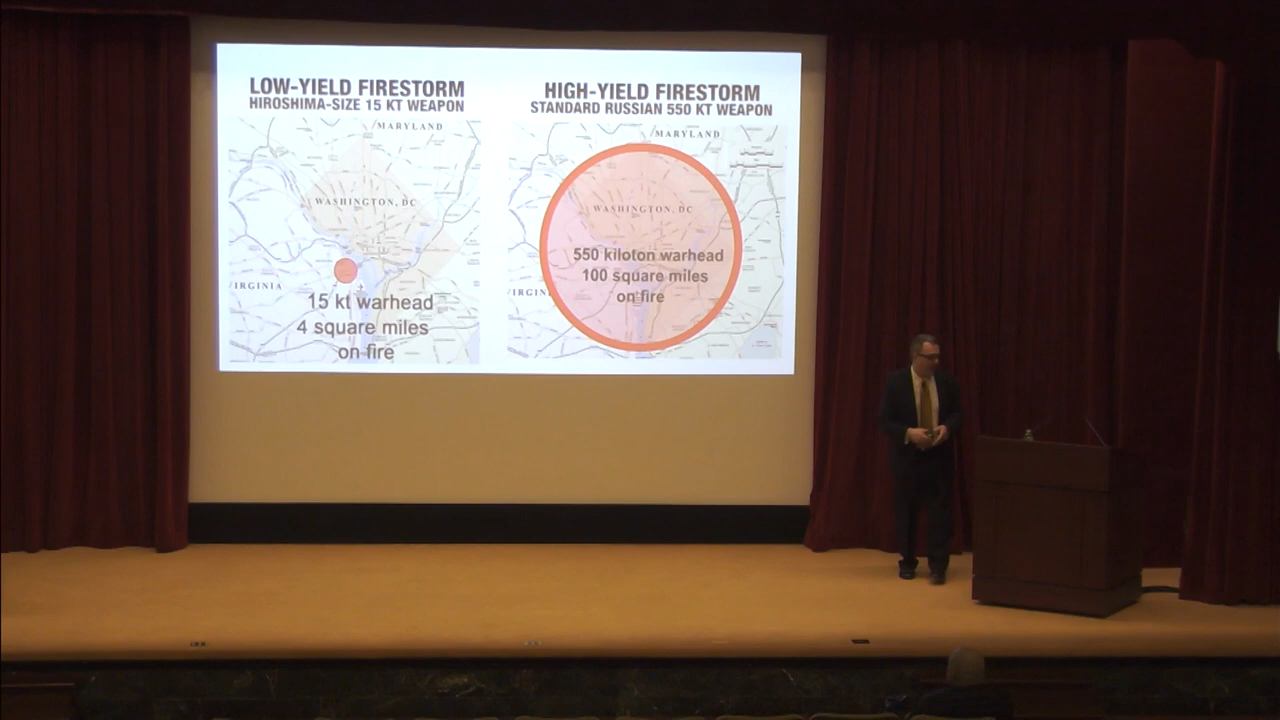 LOW-YIELD FIRESTORM
HIROSHIMA-SIZE 15 KT WEAPON
MARYLAND
WASHINGTON, DC
VIRGINIA
15 kt warhead
4 square miles
on fire
HIGH-YIELD FIRESTORM
STANDARD RUSSIAN 550 KT WEAPON
MARYLAND
WASHINGTON, DC
550 kiloton warhead
100 square miles
on fire